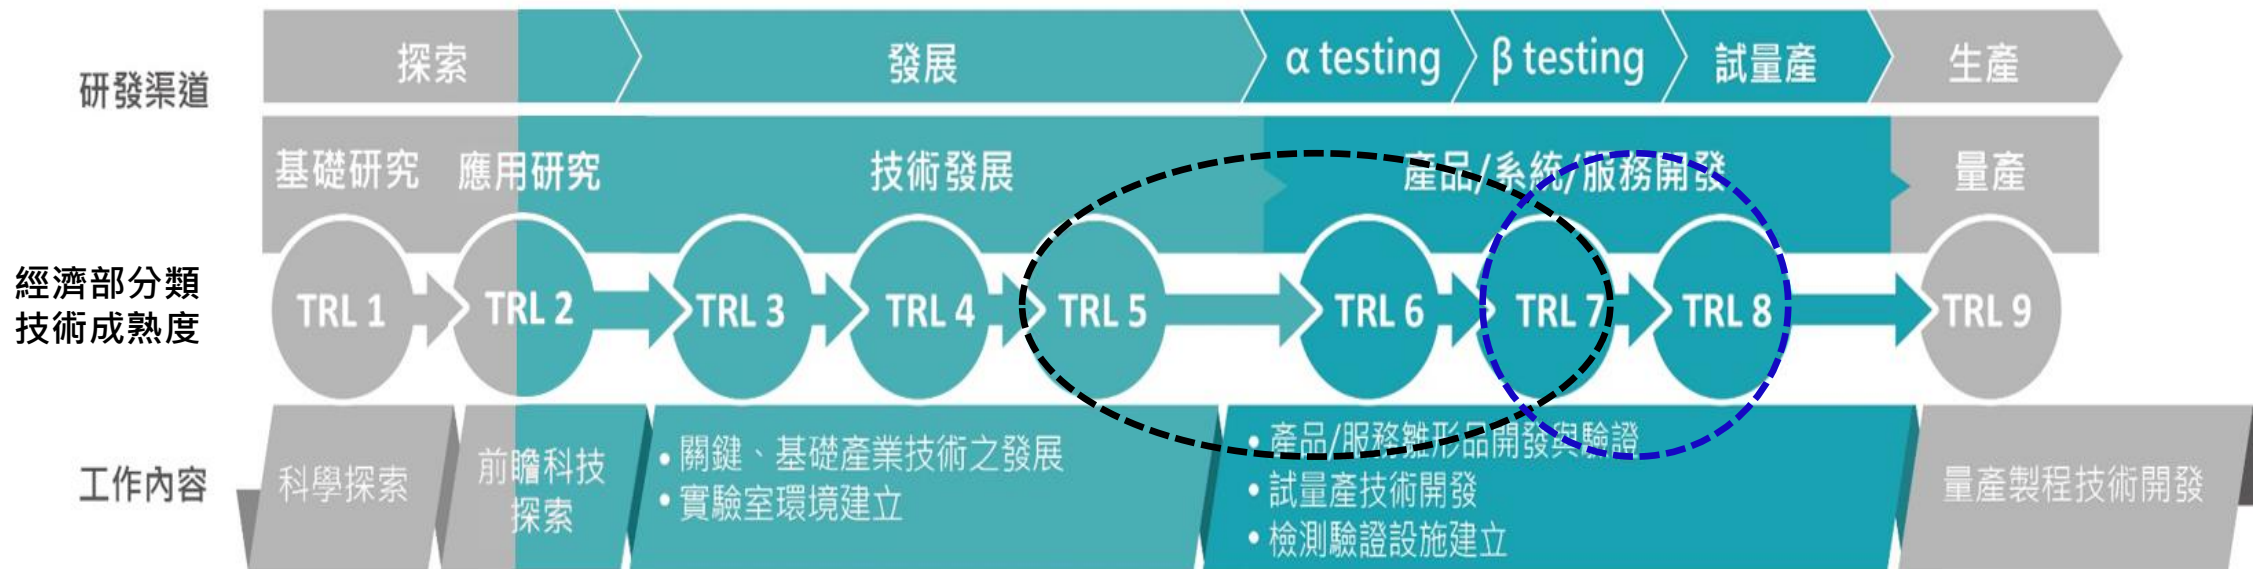 研發渠道
探索
發展
α testing
β testing
試量產
生產
基礎研究
應用研究
技術發展
產品/系統/服務開發
量產
經濟部分類
技術成熟度
TRL 1
TRL 2
TRL 3
TRL 4
TRL 5
TRL 6
TRL 7
TRL 8
TRL 9
工作內容
科學探索
前瞻科技
探索
• 關鍵、基礎產業技術之發展
• 實驗室環境建立
• 產品/服務雛形品開發與驗證
• 試量產技術開發
• 檢測驗證設施建立
量產製程技術開發